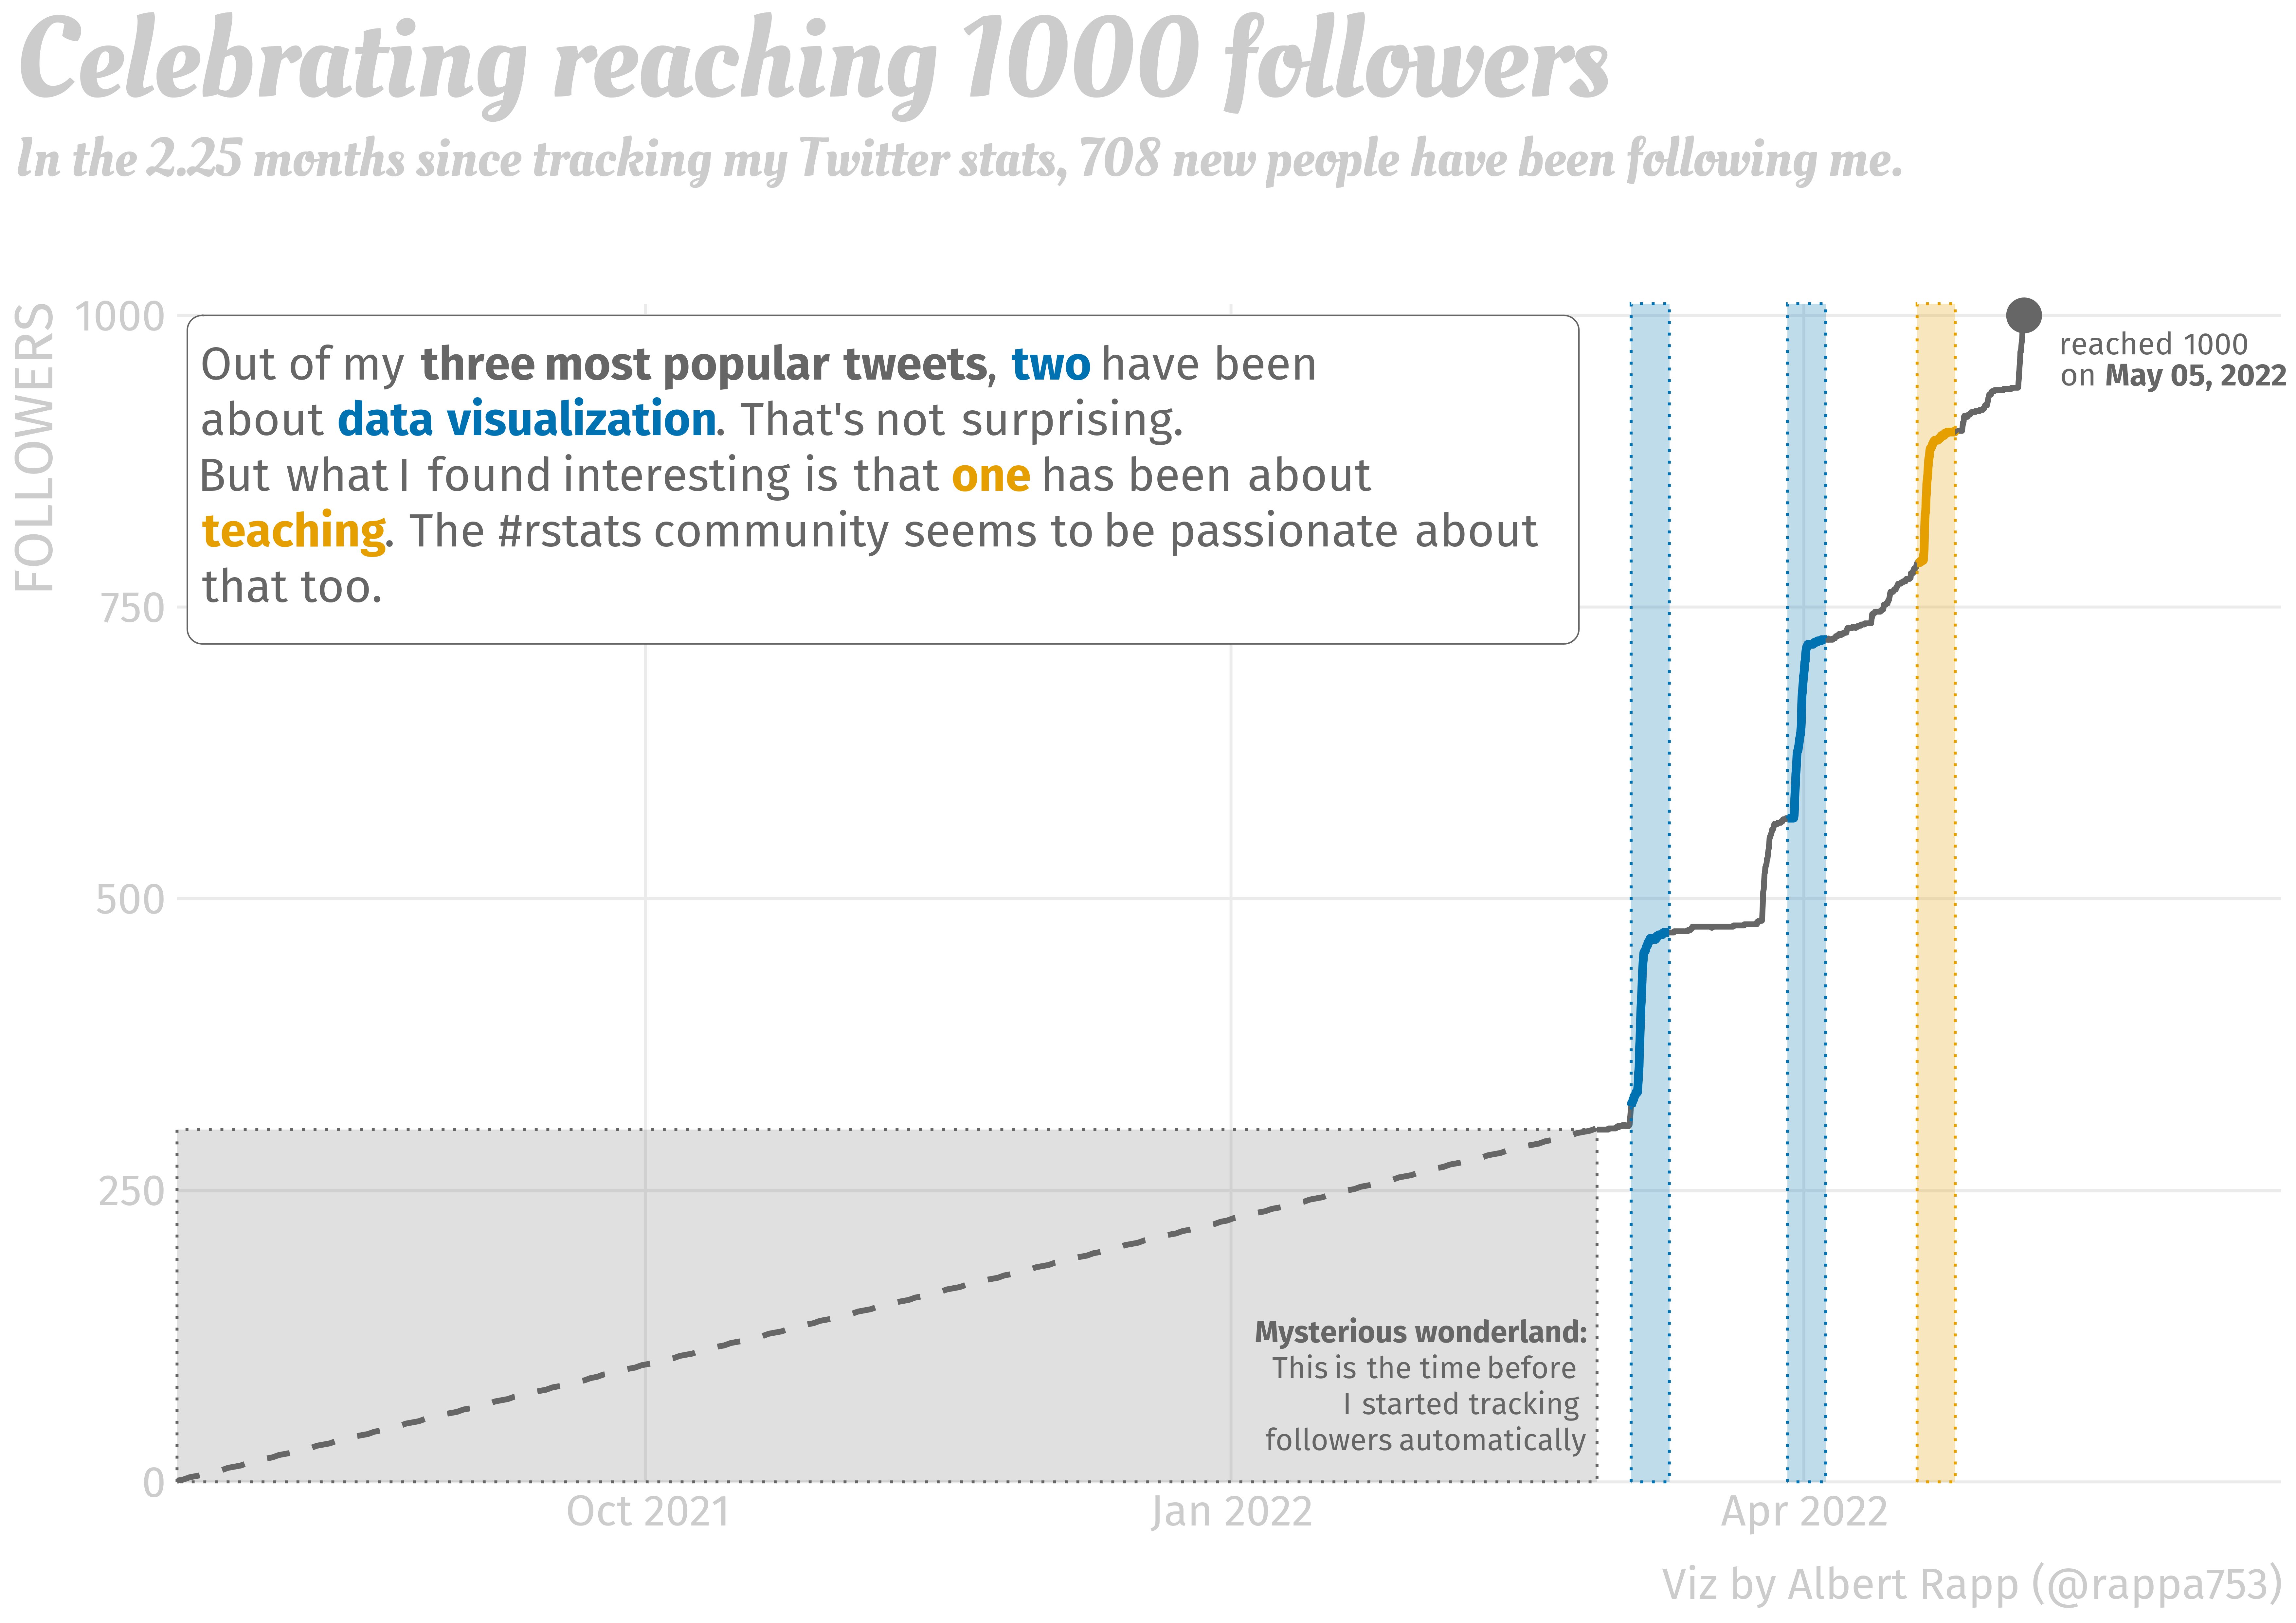 Celebrating reaching 1000 followers
In the 2.25 months since tracking my Twitter stats, 708 new people have been following me.
FOLLOWERS
1000
750
500
250
0
Out of my three most popular tweets, two have been
about data visualization. That's not surprising.
But what I found interesting is that one has been about
teaching. The #rstats community seems to be passionate about
that too.
reached 1000
on May 05, 2022
Mysterious wonderland:
This is the time before
I started tracking
followers automatically
Oct 2021
Jan 2022
Apr 2022
Viz by Albert Rapp (@rappa753)